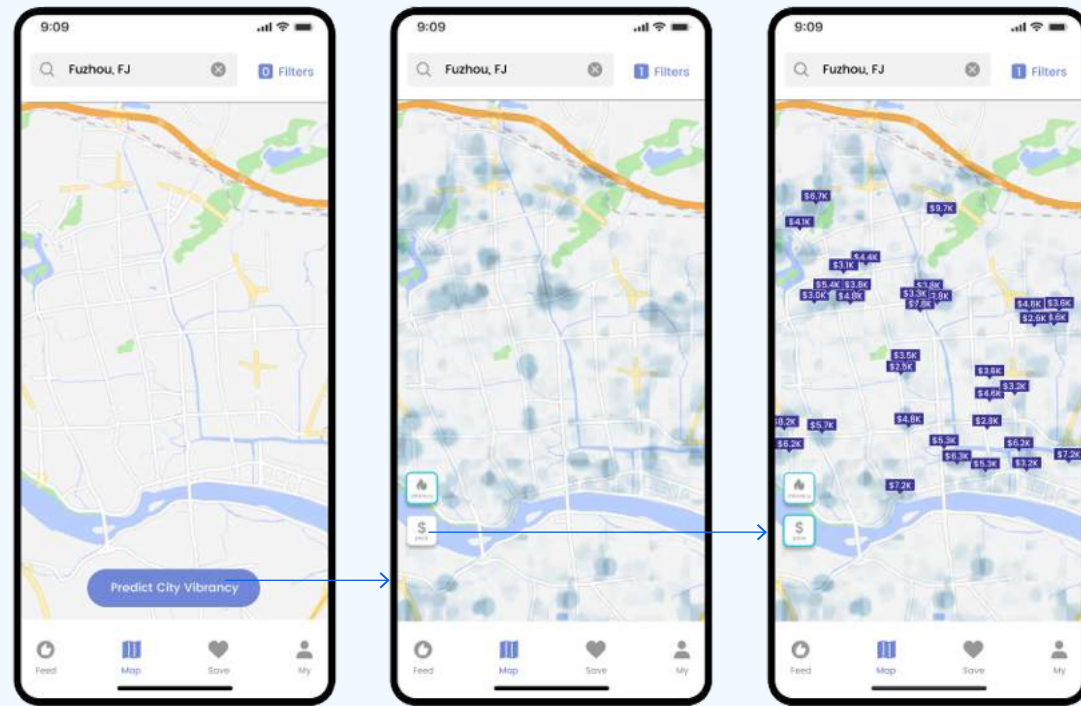 9:09
Fuzhou, FJ
0 Filters
Predict City Vibrancy
Feed Map Save My
9:09
Fuzhou, FJ
1 Filters
$
Feed Map Save My
9:09
Fuzhou, FJ
1 Filters
$6.7K
$9.7K
$4.1K
$4.4K
$3.1K
$5.4K $3.8K
$3.8K
$3.0K $4.8K
$3.3K
$4.6K $3.6K
$2.6K
$3.5K
$2.5K
$3.6K
$3.2K
$4.6K
$4.8K
$2.8K
$5.7K
$5.3K
$6.2K
$6.2K
$6.3K
$7.2K
$5.3K
$3.2K
$7.2K
$
Feed Map Save My